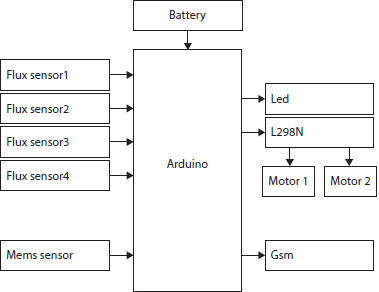 Battery
Flux sensor1
Flux sensor2
Flux sensor3
Flux sensor4
Mems sensor
Arduino
Led
L298N
Motor 1
Motor 2
Gsm